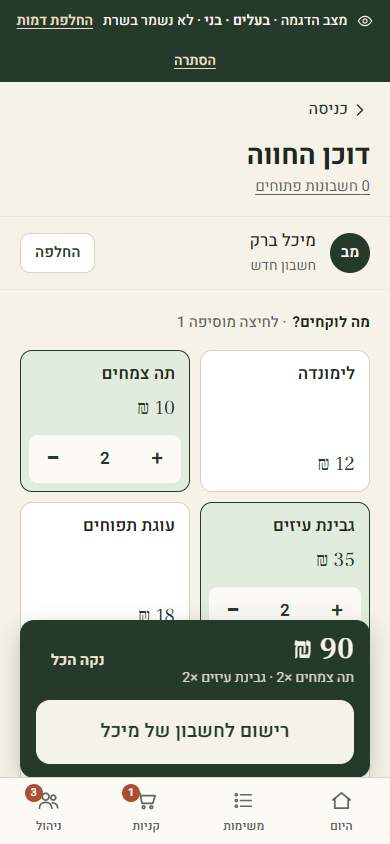 מצב הדגמה · בעלים · בני · לא נשמר בשרת החלפת דמות
הסתרה
כניסה
דוכן החווה
0 חשבונות פתוחים
מב
מיכל ברק
חשבון חדש
החלפה
מה לוקחים? · לחיצה מוסיפה 1
לימונדה
12 ₪
תה צמחים
10 ₪
+ 2 −
גבינת עיזים
35 ₪
+ 2 −
עוגת תפוחים
18 ₪
90 ₪
נקה הכל
תה צמחים ×2 · גבינת עיזים ×2
רישום לחשבון של מיכל
היום
משימות
1
קניות
3
ניהול